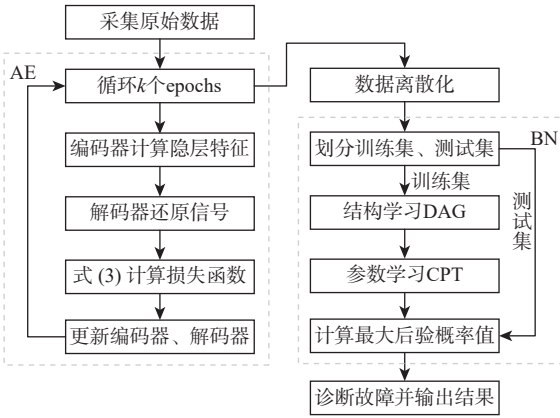 采集原始数据
AE
循环k个epochs
编码器计算隐层特征
解码器还原信号
式 (3) 计算损失函数
更新编码器、解码器
数据离散化
BN
划分训练集、测试集
训练集
测试集
结构学习DAG
参数学习CPT
计算最大后验概率值
诊断故障并输出结果